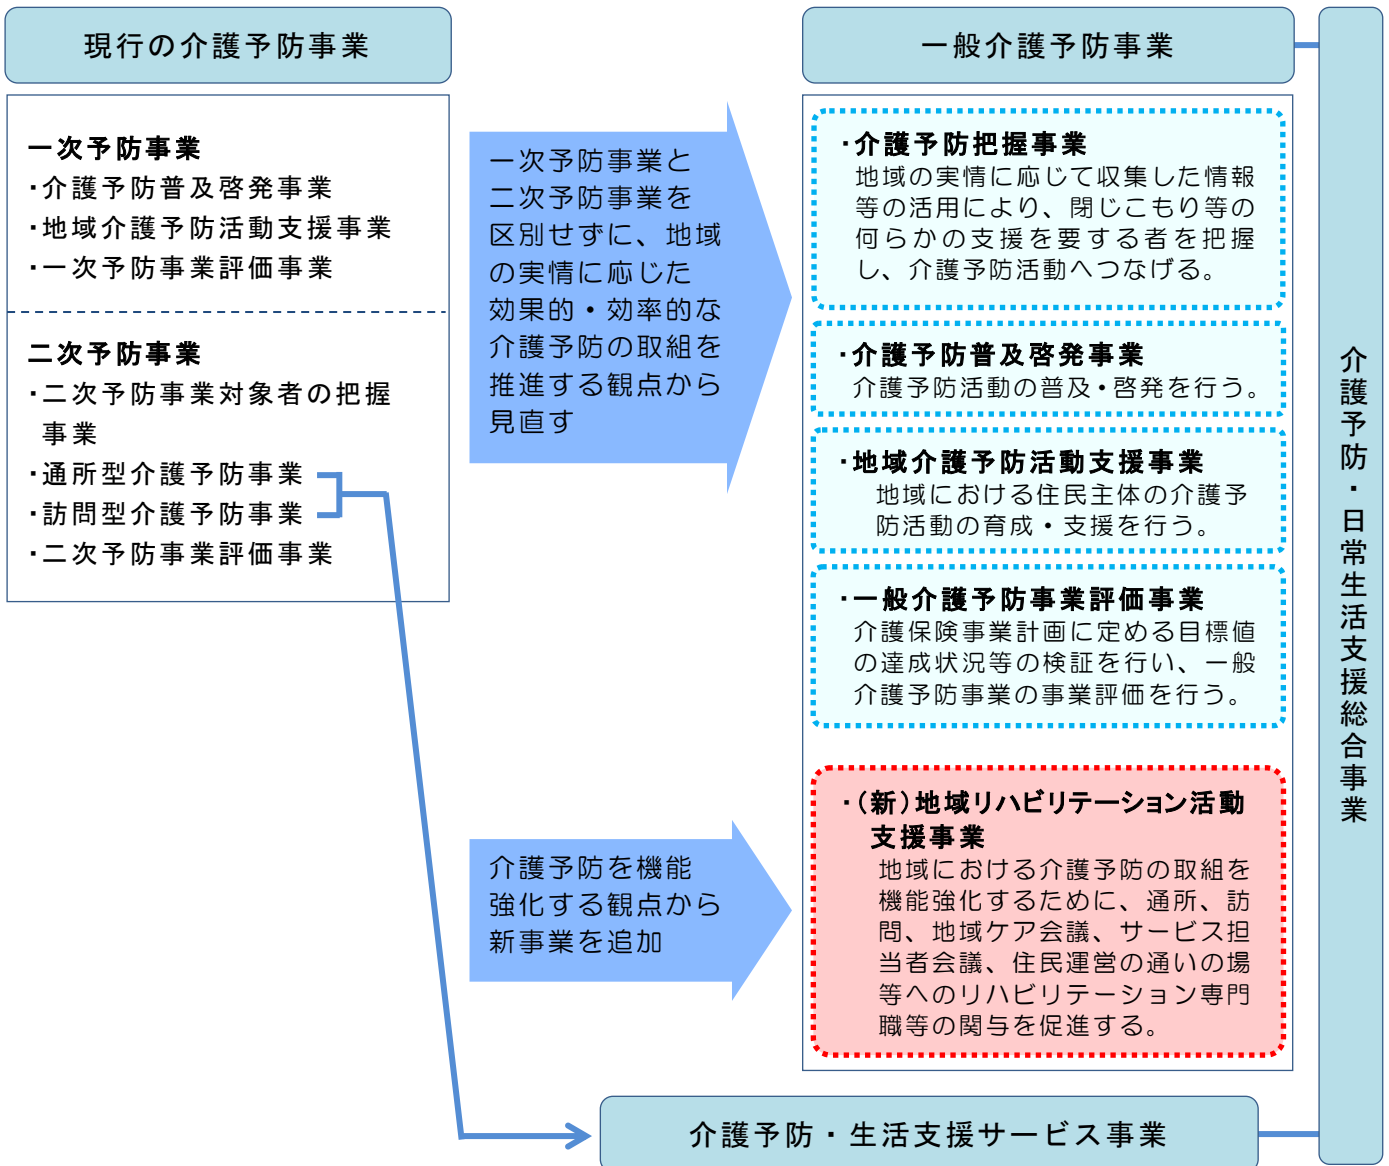 現行の介護予防事業
一次予防事業
・介護予防普及啓発事業
・地域介護予防活動支援事業
・一次予防事業評価事業
二次予防事業
・二次予防事業対象者の把握
事業
・通所型介護予防事業
・訪問型介護予防事業
・二次予防事業評価事業
一次予防事業と
二次予防事業を
区別せずに、地域
の実情に応じた
効果的・効率的な
介護予防の取組を
推進する観点から
見直す
介護予防を機能
強化する観点から
新事業を追加
一般介護予防事業
・介護予防把握事業
地域の実情に応じて収集した情報
等の活用により、閉じこもり等の
何らかの支援を要する者を把握
し、介護予防活動へつなげる。
・介護予防普及啓発事業
介護予防活動の普及・啓発を行う。
・地域介護予防活動支援事業
地域における住民主体の介護予
防活動の育成・支援を行う。
・一般介護予防事業評価事業
介護保険事業計画に定める目標値
の達成状況等の検証を行い、一般
介護予防事業の事業評価を行う。
・(新)地域リハビリテーション活動
支援事業
地域における介護予防の取組を
機能強化するために、通所、訪
問、地域ケア会議、サービス担
当者会議、住民運営の通いの場
等へのリハビリテーション専門
職等の関与を促進する。
介護予防・生活支援サービス事業
介護予防・日常生活支援総合事業